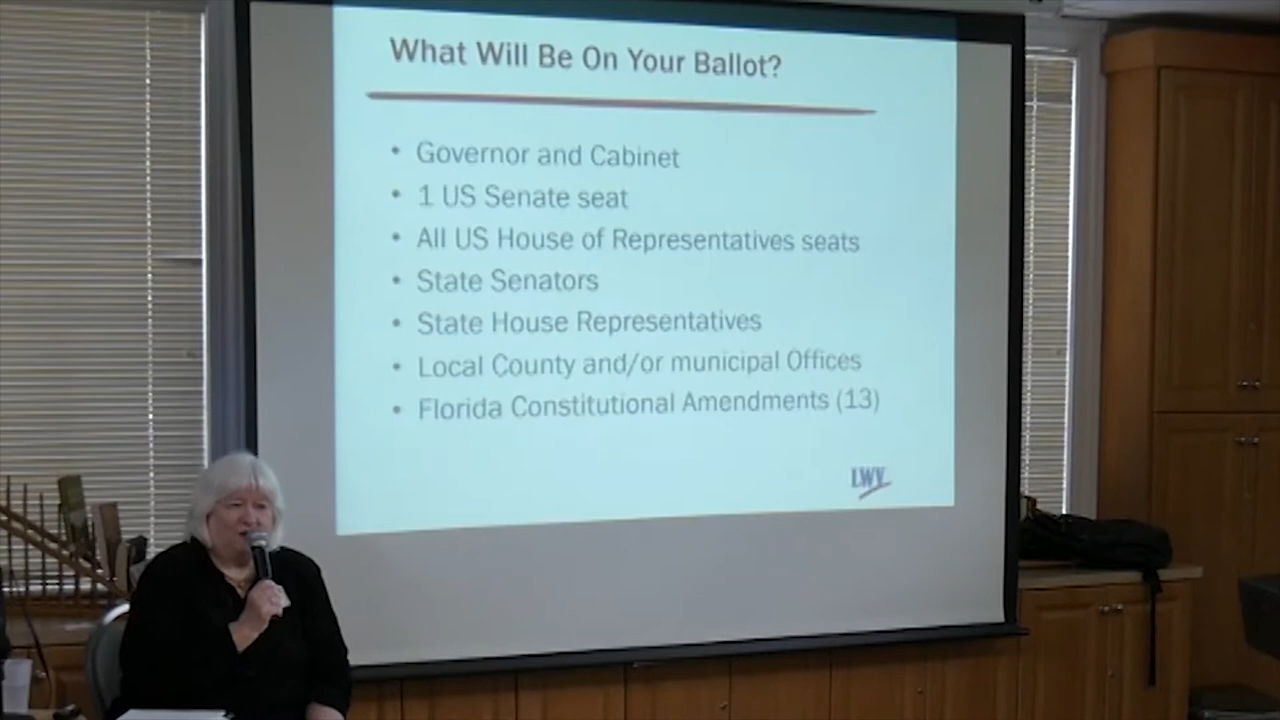 What Will Be On Your Ballot?
• Governor and Cabinet
• 1 US Senate seat
• All US House of Representatives seats
• State Senators
• State House Representatives
• Local County and/or municipal Offices
• Florida Constitutional Amendments (13)
LWV